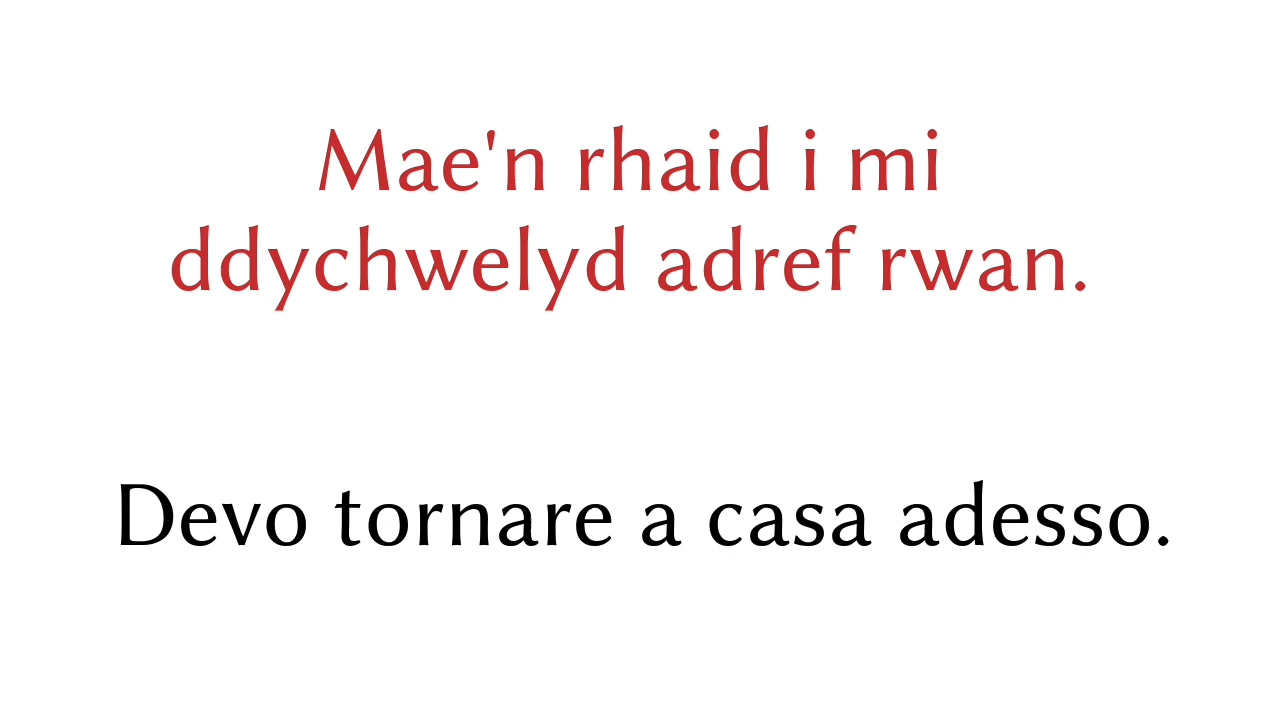 Mae'n rhaid i mi
ddychwelyd adref rwan.
Devo tornare a casa adesso.